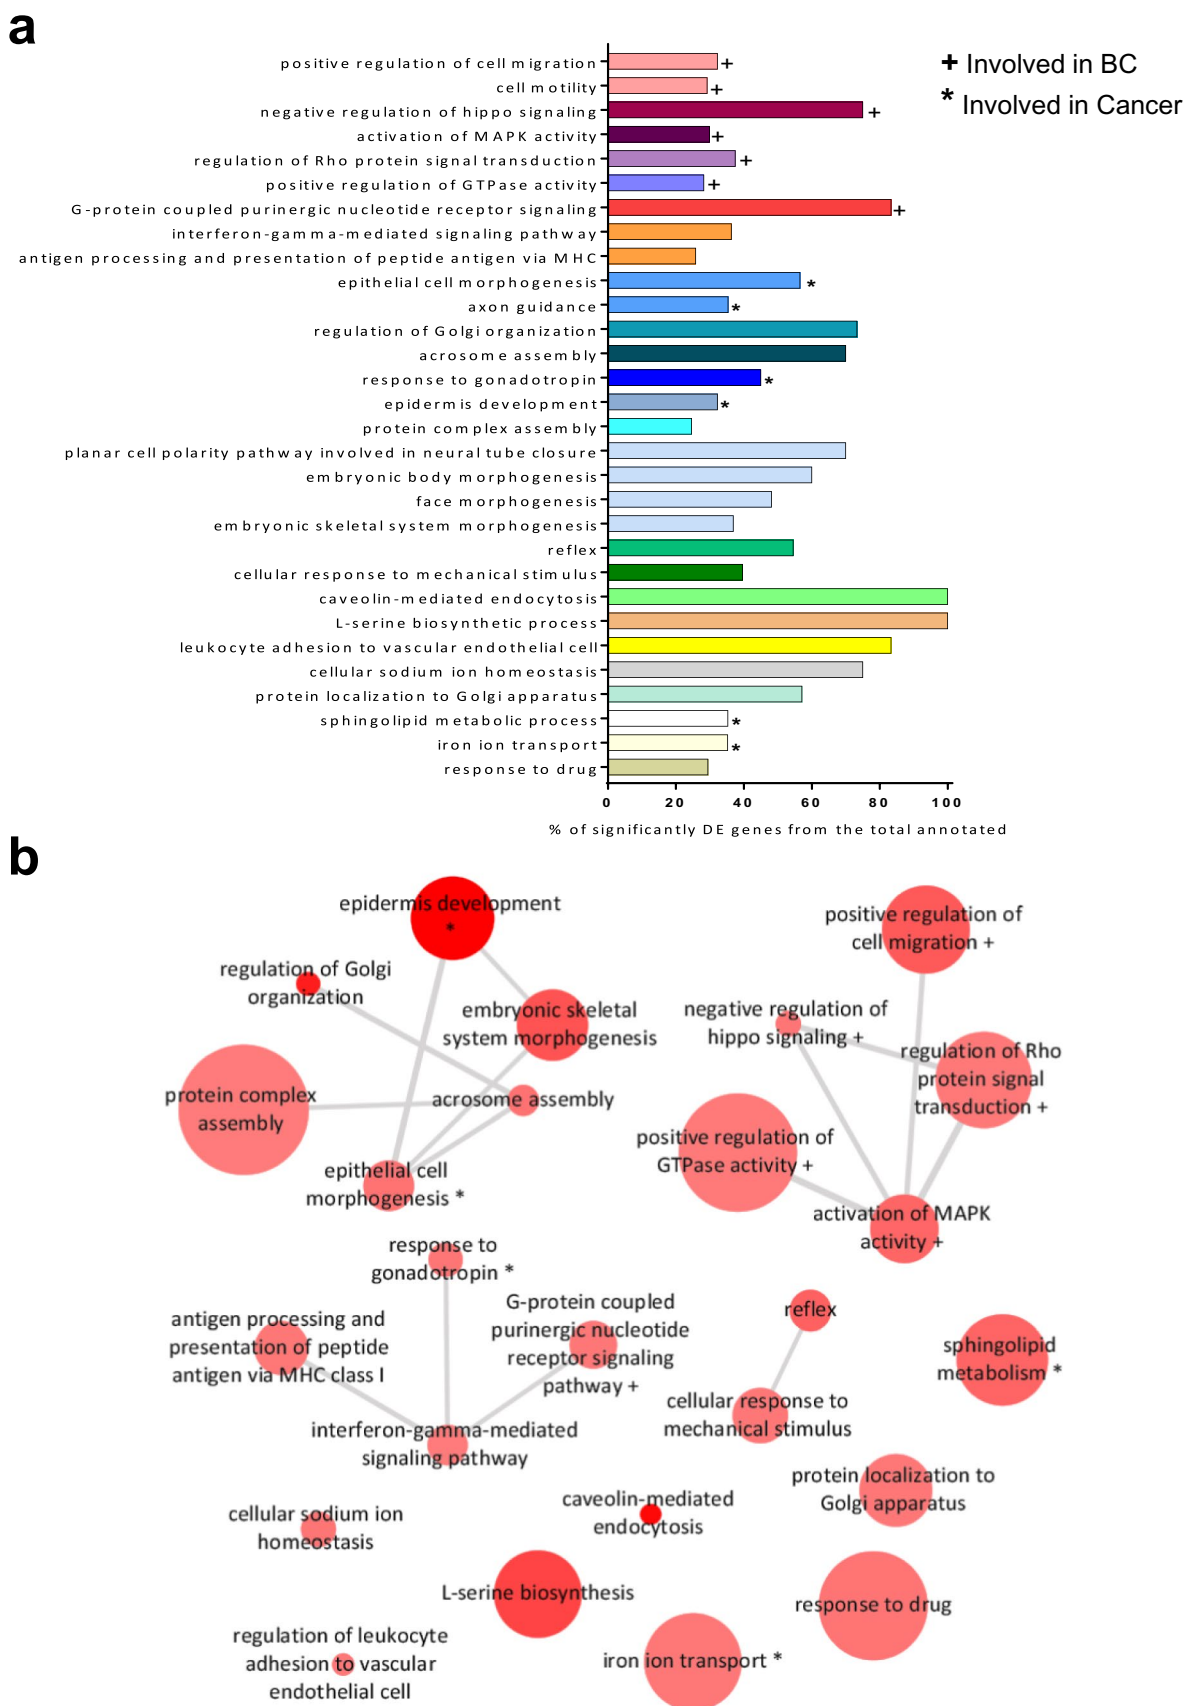 a
+ Involved in BC
* Involved in Cancer
positive regulation of cell migration +
cell motility +
negative regulation of hippo signaling +
activation of MAPK activity +
regulation of Rho protein signal transduction +
positive regulation of GTPase activity +
G-protein coupled purinergic nucleotide receptor signaling +
interferon-gamma-mediated signaling pathway
antigen processing and presentation of peptide antigen via MHC
epithelial cell morphogenesis *
axon guidance *
regulation of Golgi organization
acrosome assembly
response to gonadotropin *
epidermis development *
protein complex assembly
planar cell polarity pathway involved in neural tube closure
embryonic body morphogenesis
face morphogenesis
embryonic skeletal system morphogenesis
reflex
cellular response to mechanical stimulus
caveolin-mediated endocytosis
L-serine biosynthetic process
leukocyte adhesion to vascular endothelial cell
cellular sodium ion homeostasis
protein localization to Golgi apparatus
sphingolipid metabolic process *
iron ion transport *
response to drug
0 20 40 60 80 100
% of significantly DE genes from the total annotated
b
epidermis development
*
regulation of Golgi
organization
embryonic skeletal
system morphogenesis
protein complex
assembly
acrosome assembly
epithelial cell
morphogenesis *
positive regulation of
cell migration +
negative regulation of
hippo signaling +
regulation of Rho
protein signal
transduction +
positive regulation of
GTPase activity +
activation of MAPK
activity +
response to
gonadotropin *
antigen processing and
presentation of peptide
antigen via MHC class I
G-protein coupled
purinergic nucleotide
receptor signaling
pathway +
interferon-gamma-mediated
signaling pathway
reflex
cellular response to
mechanical stimulus
sphingolipid
metabolism *
protein localization to
Golgi apparatus
cellular sodium ion
homeostasis
caveolin-mediated
endocytosis
L-serine biosynthesis
response to drug
regulation of leukocyte
adhesion to vascular
endothelial cell
iron ion transport *